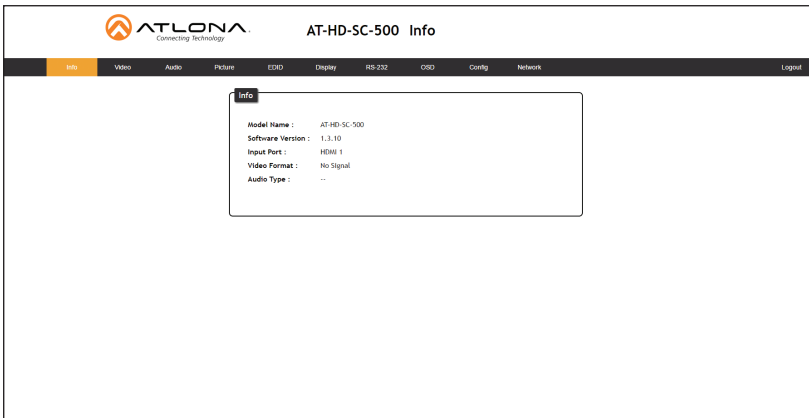 ATLONA.
Connecting Technology
AT-HD-SC-500 Info
Info Video Audio Picture EDID Display RS-232 OSD Config Network Logout
Info
Model Name : AT-HD-SC-500
Software Version : 1.3.10
Input Port : HDMI 1
Video Format : No Signal
Audio Type : --